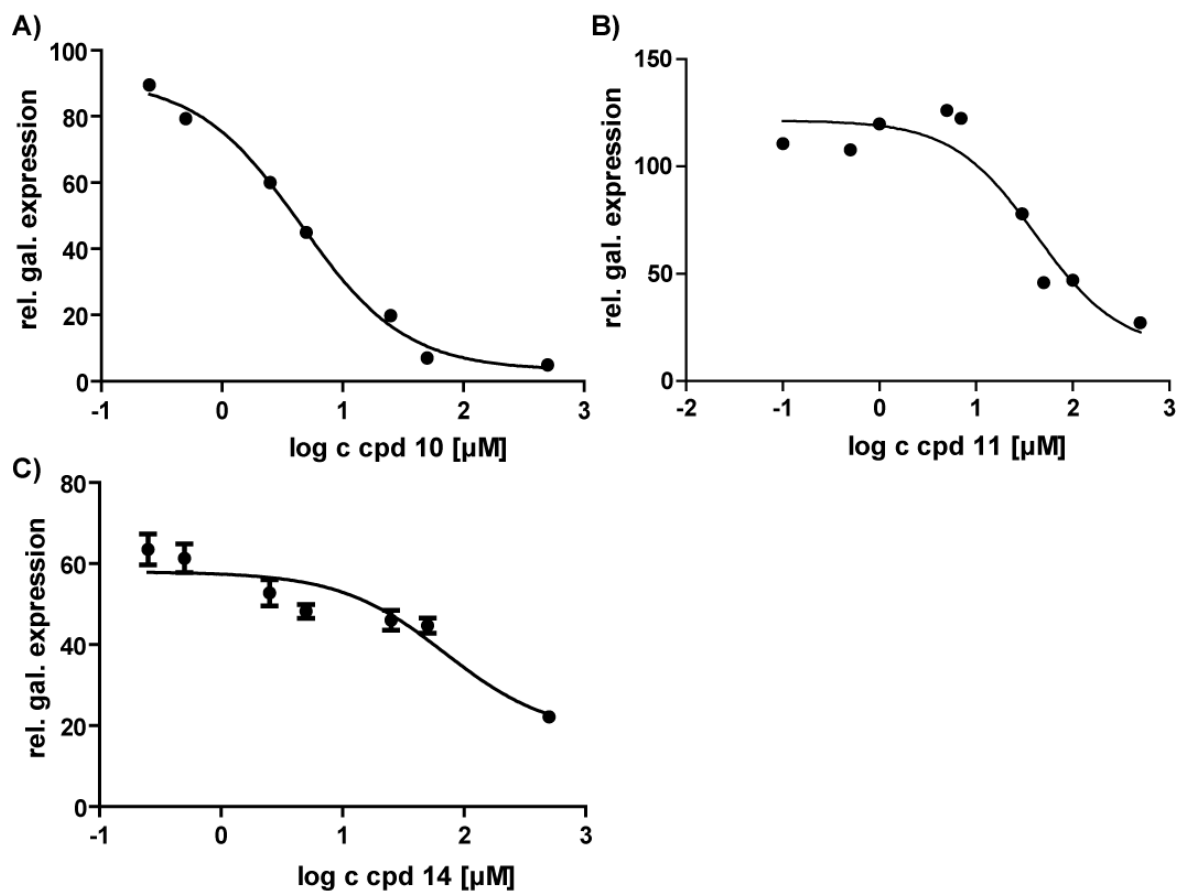 A)
100
80
60
40
20
0
-1 0 1 2 3
rel. gal. expression
log c cpd 10 [µM]
B)
150
100
50
0
-2 -1 0 1 2 3
rel. gal. expression
log c cpd 11 [µM]
C)
80
60
40
20
0
-1 0 1 2 3
rel. gal. expression
log c cpd 14 [µM]